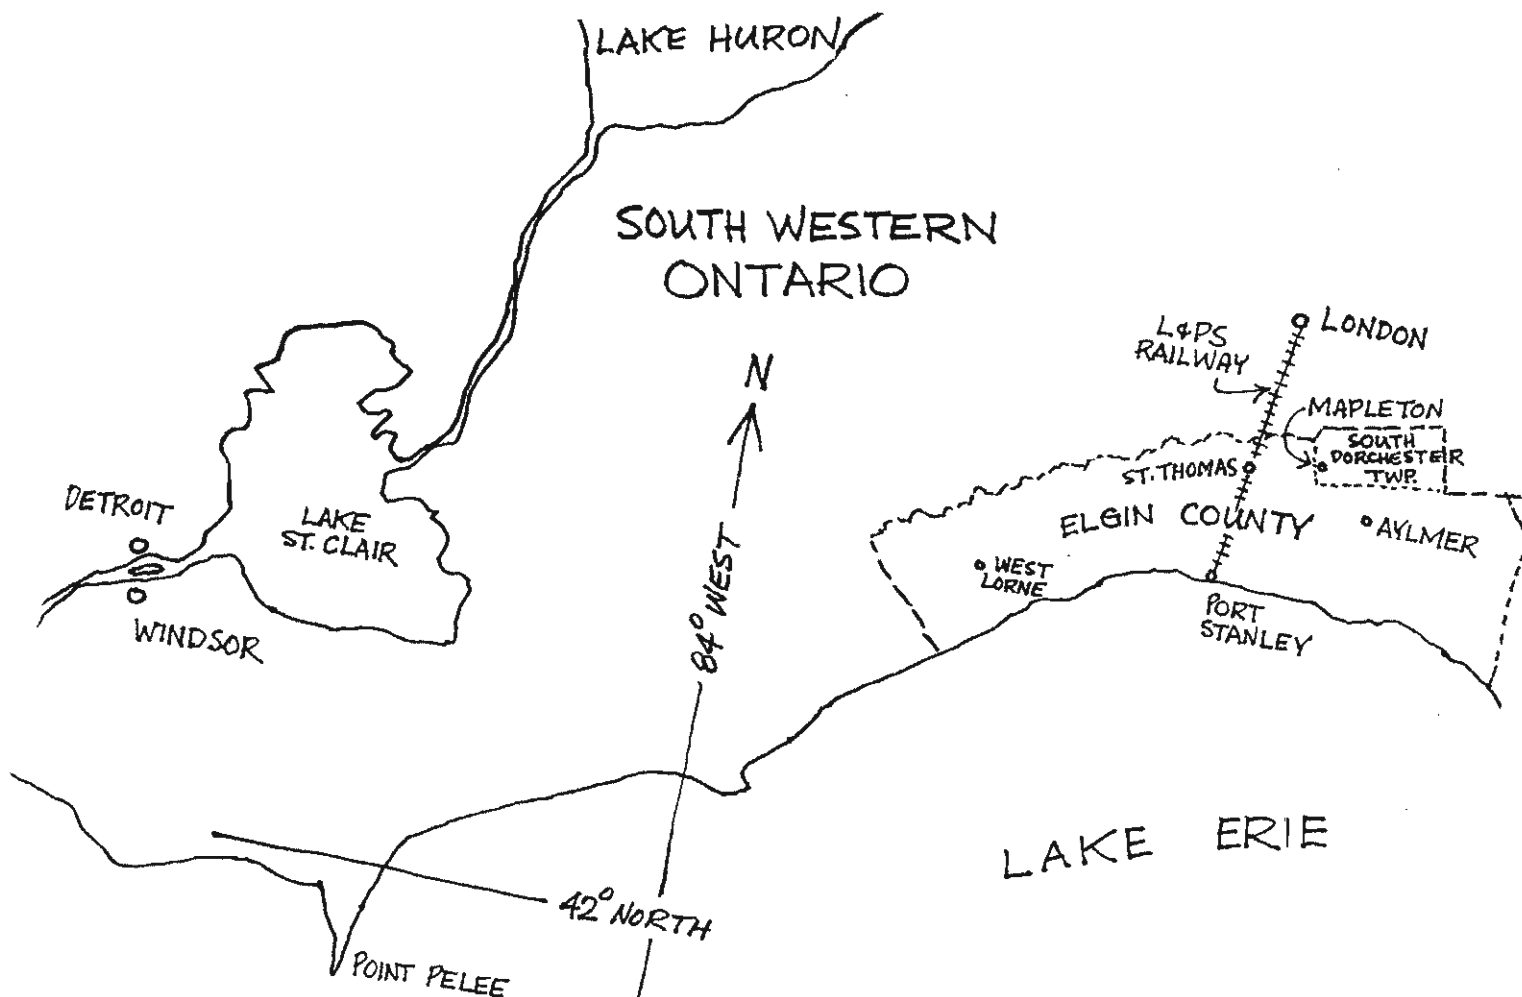 LAKE HURON
SOUTH WESTERN
ONTARIO
L&PS
RAILWAY
LONDON
N
MAPLETON
SOUTH
DORCHESTER
TWP.
ST. THOMAS
DETROIT
LAKE
ST. CLAIR
ELGIN COUNTY
AYLMER
WEST
LORNE
WINDSOR
84° WEST
PORT
STANLEY
LAKE ERIE
42° NORTH
POINT PELEE